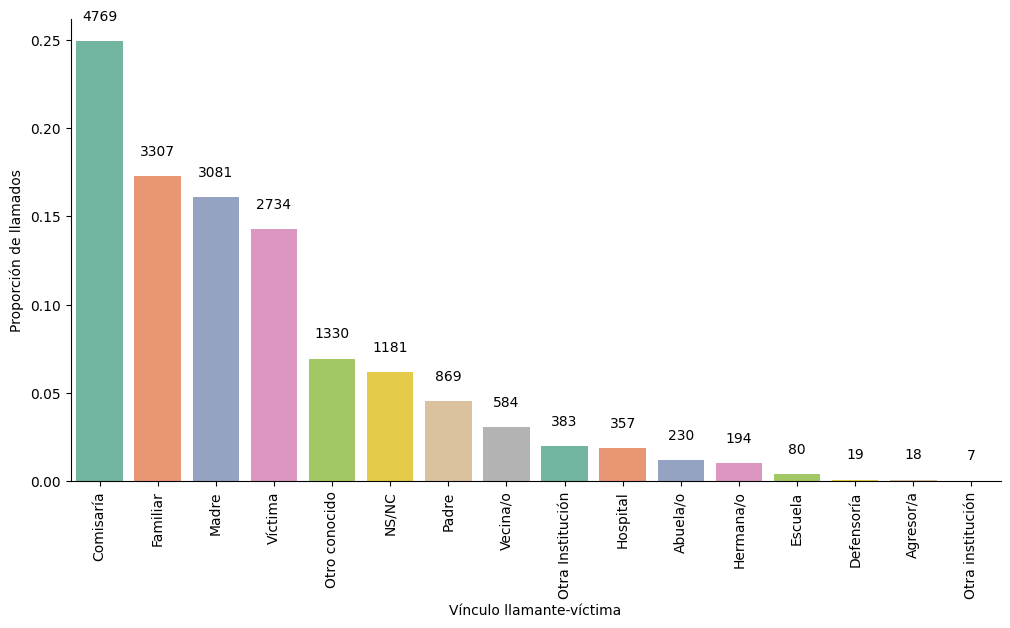 4769
3307
3081
2734
1330
1181
869
584
383
357
230
194
80
19
18
7
0.25
0.20
0.15
0.10
0.05
0.00
Proporción de llamados
Comisaría
Familiar
Madre
Víctima
Otro conocido
NS/NC
Padre
Vecina/o
Otra Institución
Hospital
Abuela/o
Hermana/o
Escuela
Defensoría
Agresor/a
Otra institución
Vínculo llamante-víctima